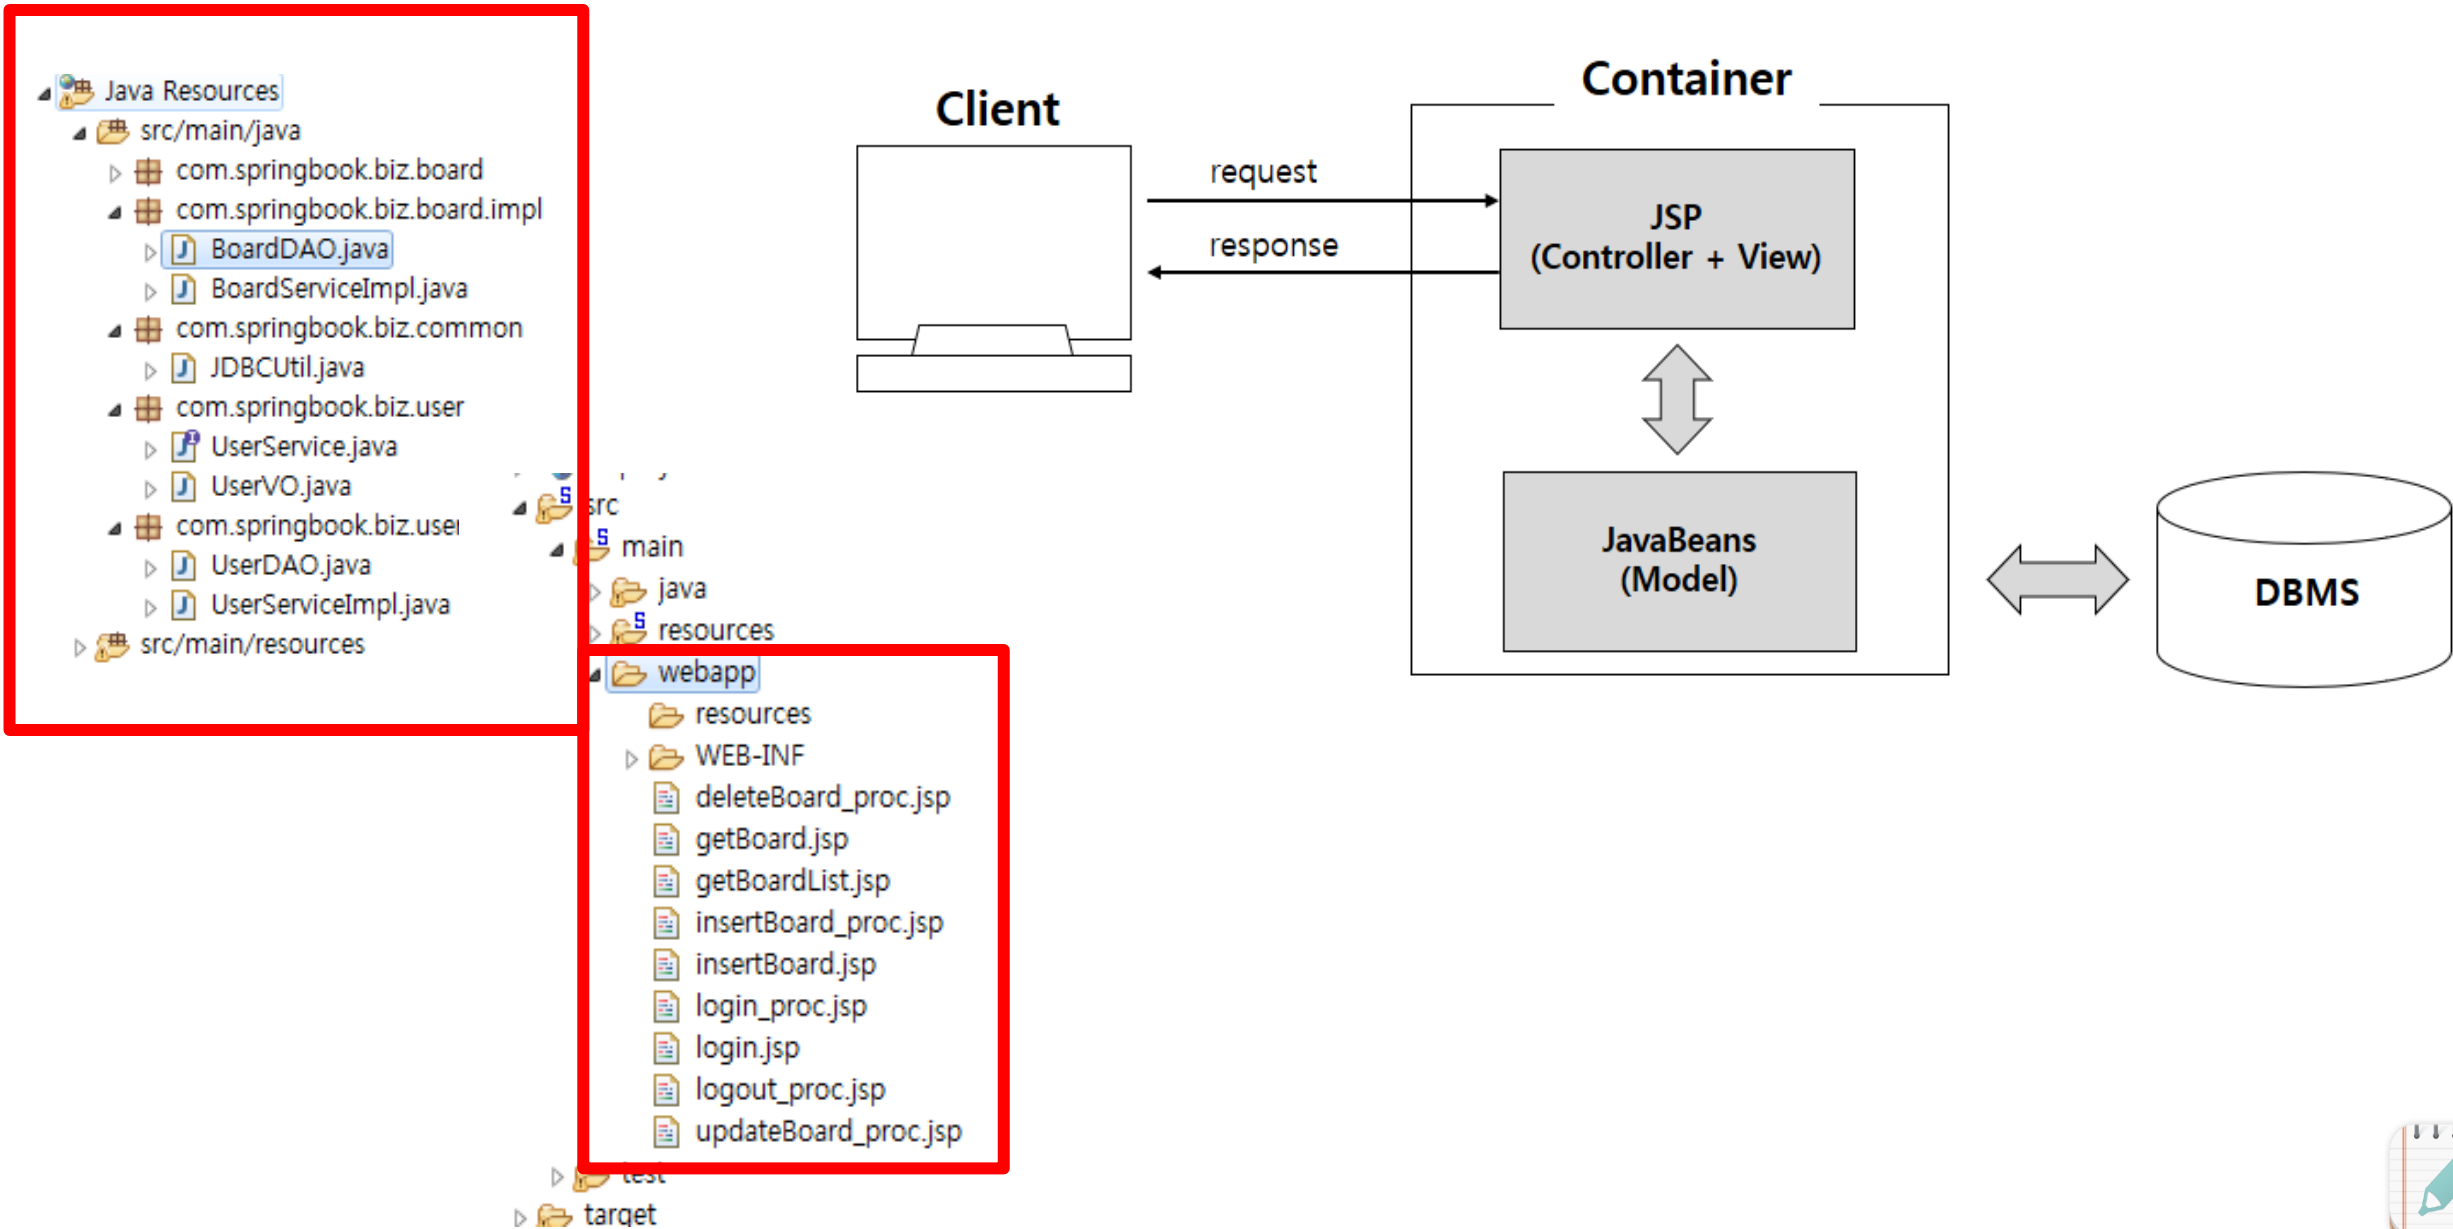 Java Resources
src/main/java
com.springbook.biz.board
com.springbook.biz.board.impl
BoardDAO.java
BoardServiceImpl.java
com.springbook.biz.common
JDBCUtil.java
com.springbook.biz.user
UserService.java
UserVO.java
com.springbook.biz.user
UserDAO.java
UserServiceImpl.java
src/main/resources
src
main
java
resources
webapp
resources
WEB-INF
deleteBoard_proc.jsp
getBoard.jsp
getBoardList.jsp
insertBoard_proc.jsp
insertBoard.jsp
login_proc.jsp
login.jsp
logout_proc.jsp
updateBoard_proc.jsp
test
target
Client
request
response
Container
JSP
(Controller + View)
JavaBeans
(Model)
DBMS